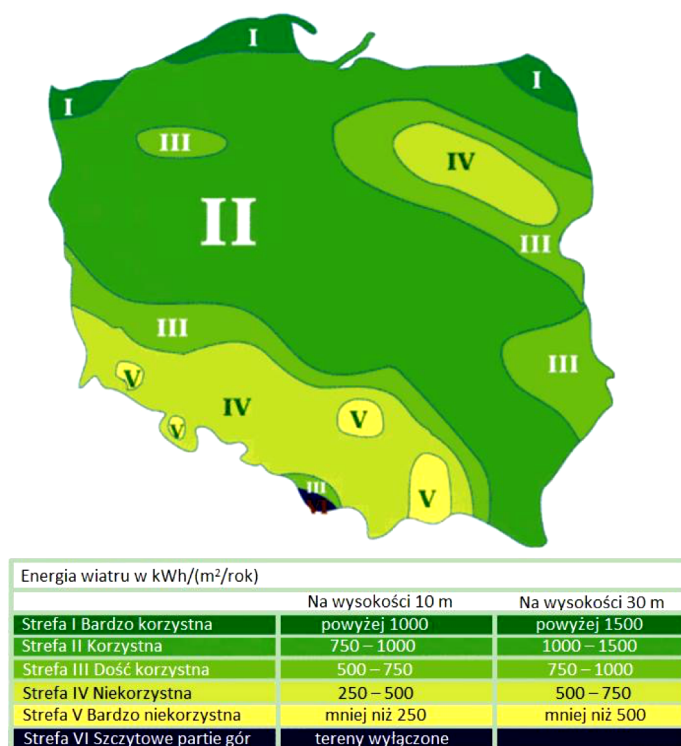 I
I
I
III
IV
II
III
III
III
V
IV
V
V
V
III
VI
Energia wiatru w kWh/(m²/rok)
Na wysokości 10 m Na wysokości 30 m
Strefa I Bardzo korzystna powyżej 1000 powyżej 1500
Strefa II Korzystna 750 – 1000 1000 – 1500
Strefa III Dość korzystna 500 – 750 750 – 1000
Strefa IV Niekorzystna 250 – 500 500 – 750
Strefa V Bardzo niekorzystna mniej niż 250 mniej niż 500
Strefa VI Szczytowe partie gór tereny wyłączone